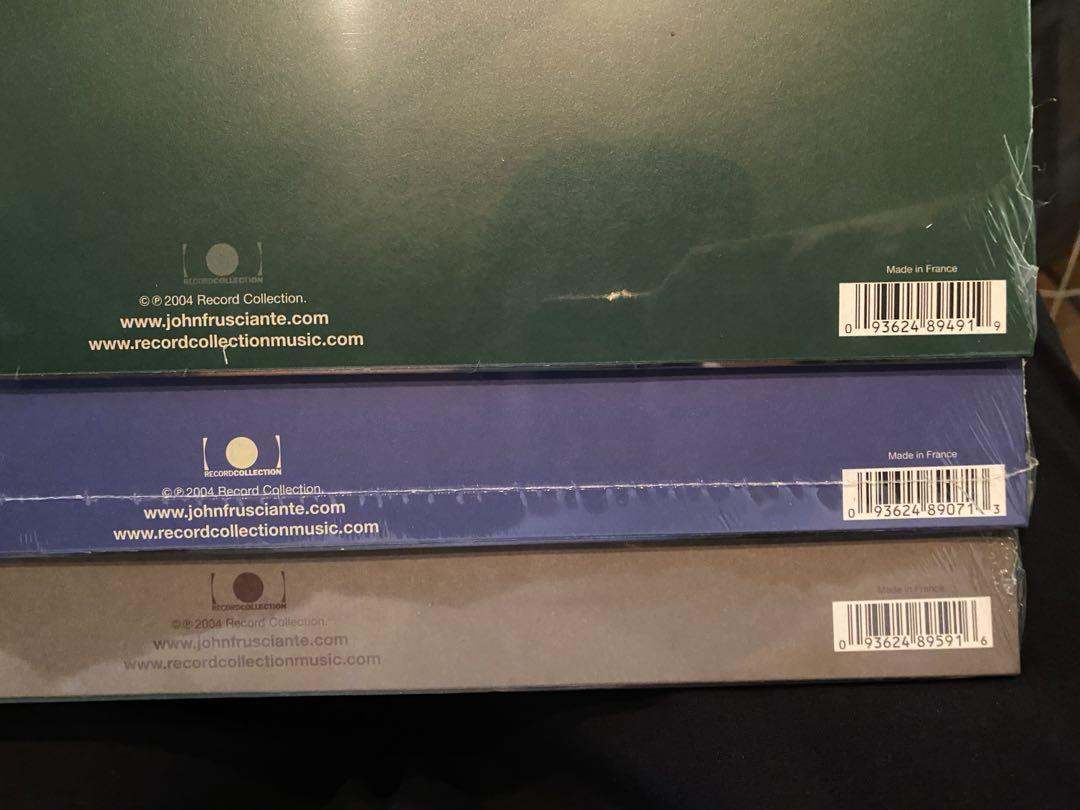 RECORDCOLLECTION
©℗ 2004 Record Collection.
www.johnfrusciante.com
www.recordcollectionmusic.com
Made in France
0 93624 89491 9
RECORDCOLLECTION
©℗ 2004 Record Collection.
www.johnfrusciante.com
www.recordcollectionmusic.com
Made in France
0 93624 89071 3
RECORDCOLLECTION
©℗ 2004 Record Collection.
www.johnfrusciante.com
www.recordcollectionmusic.com
Made in France
0 93624 89591 6